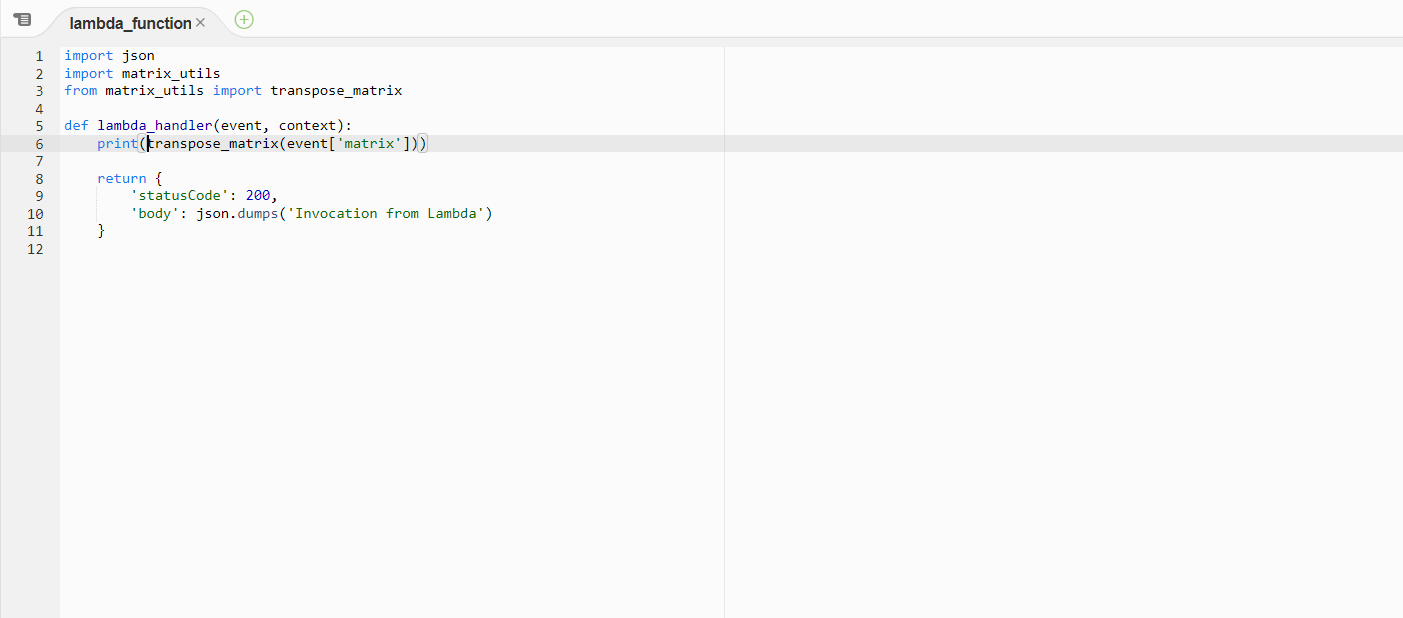 lambda_function
1 import json
2 import matrix_utils
3 from matrix_utils import transpose_matrix
4
5 def lambda_handler(event, context):
6     print(transpose_matrix(event['matrix']))
7
8     return {
9         'statusCode': 200,
10         'body': json.dumps('Invocation from Lambda')
11     }
12